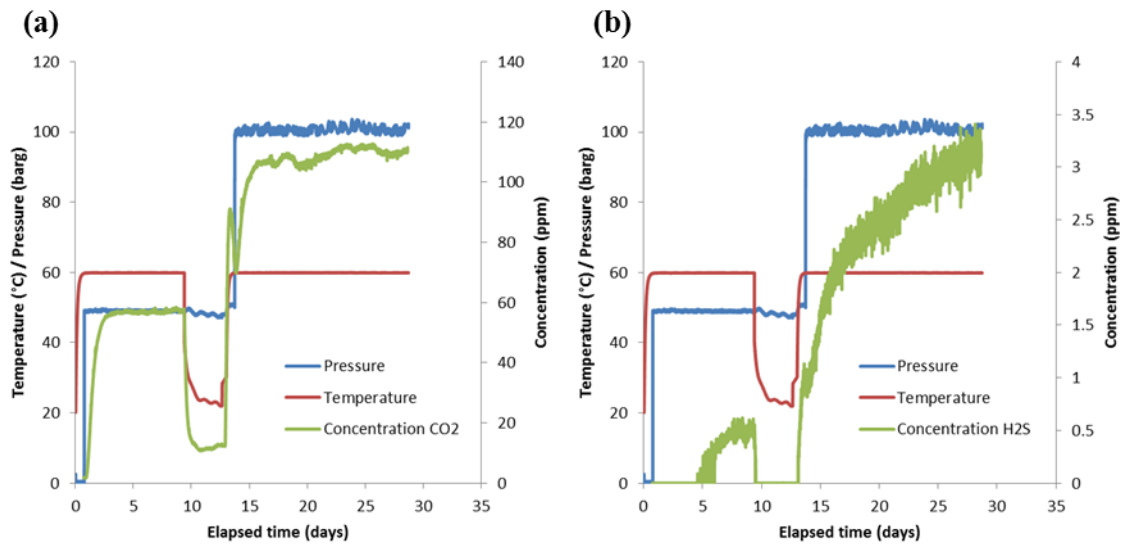 (a)
120
100
80
60
40
20
0
Temperature (°C) / Pressure (barg)
140
120
100
80
60
40
20
0
Concentration (ppm)
Pressure
Temperature
Concentration CO2
0 5 10 15 20 25 30 35
Elapsed time (days)
(b)
120
100
80
60
40
20
0
Temperature (°C) / Pressure (barg)
4
3.5
3
2.5
2
1.5
1
0.5
0
Concentration (ppm)
Pressure
Temperature
Concentration H2S
0 5 10 15 20 25 30 35
Elapsed time (days)